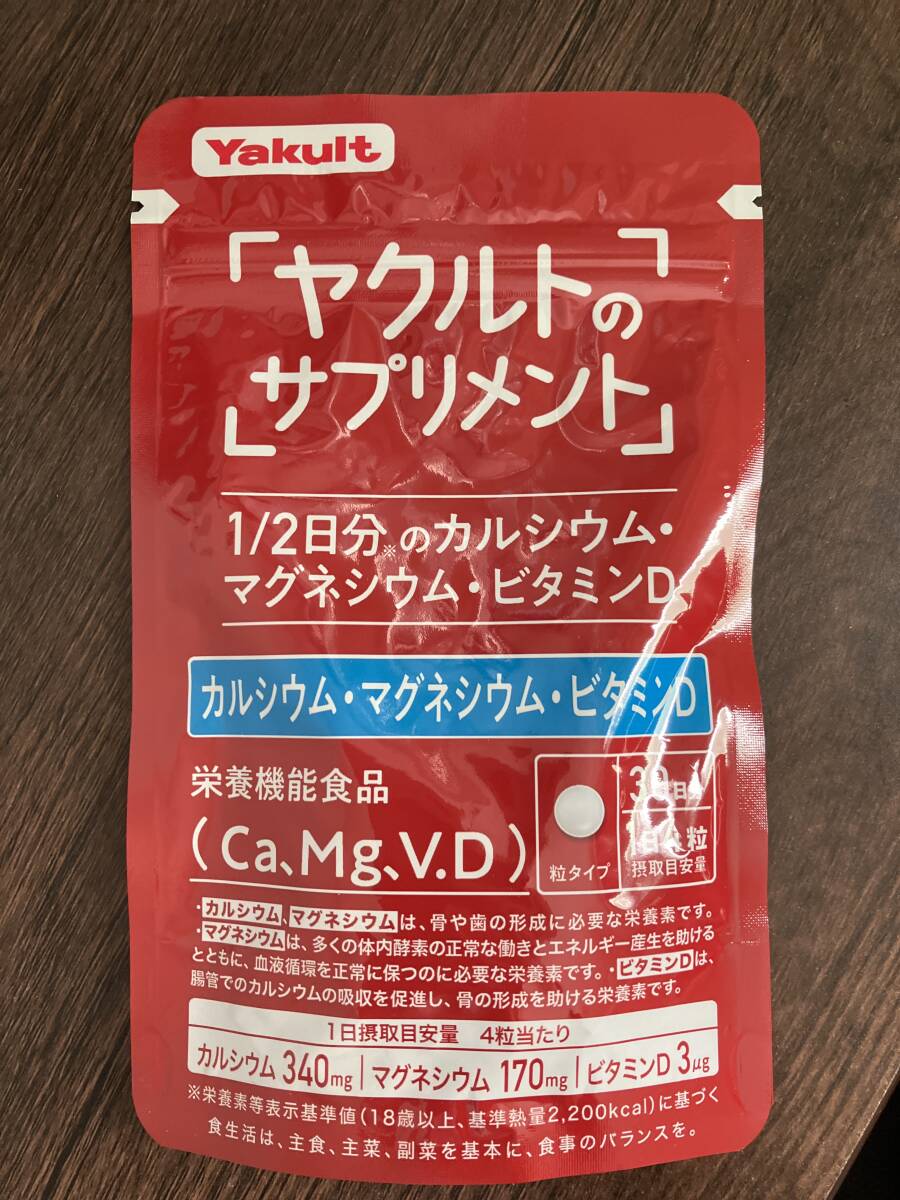 Yakult
「ヤクルトの
サプリメント」
1/2日分※のカルシウム・
マグネシウム・ビタミンD
カルシウム・マグネシウム・ビタミンD
栄養機能食品
(Ca、Mg、V.D)
粒タイプ
1日4粒
摂取目安量
・カルシウム、マグネシウムは、骨や歯の形成に必要な栄養素です。
・マグネシウムは、多くの体内酵素の正常な働きとエネルギー産生を助ける
とともに、血液循環を正常に保つのに必要な栄養素です。・ビタミンDは、
腸管でのカルシウムの吸収を促進し、骨の形成を助ける栄養素です。
1日摂取目安量 4粒当たり
カルシウム 340mg | マグネシウム 170mg | ビタミンD 3μg
※栄養素等表示基準値(18歳以上、基準熱量2,200kcal)に基づく
食生活は、主食、主菜、副菜を基本に、食事のバランスを。